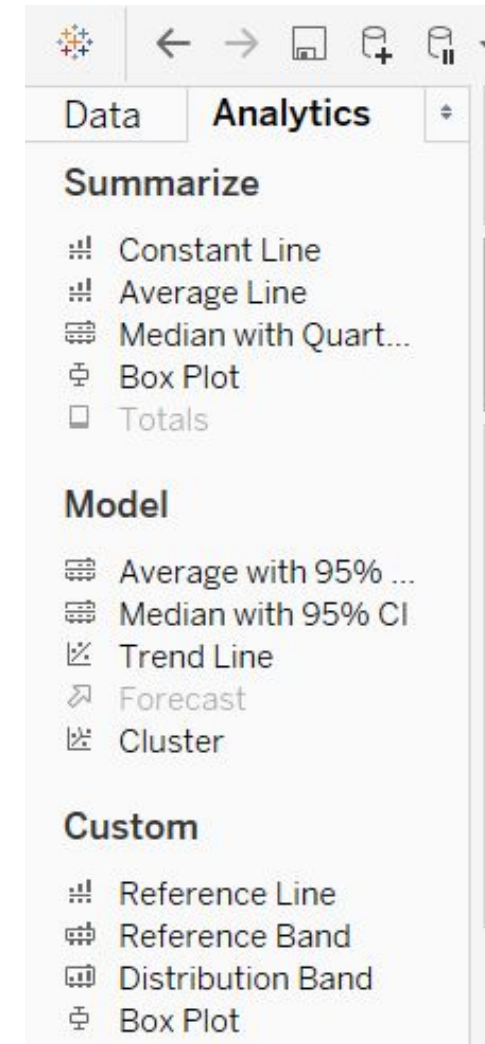 Data Analytics
Summarize
Constant Line
Average Line
Median with Quart...
Box Plot
Totals
Model
Average with 95% ...
Median with 95% CI
Trend Line
Forecast
Cluster
Custom
Reference Line
Reference Band
Distribution Band
Box Plot